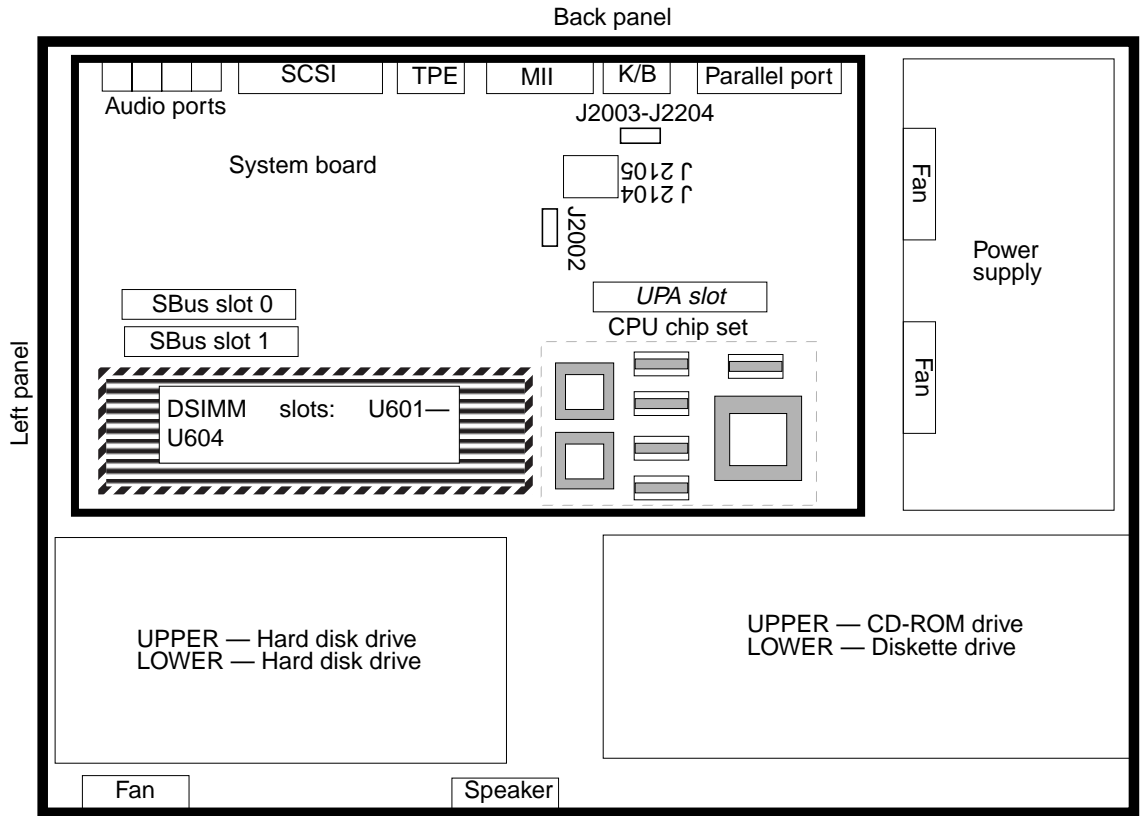 Back panel
SCSI
TPE
MII
K/B
Parallel port
Audio ports
J2003-J2204
System board
J 2105
J 2104
J2002
Fan
Power
supply
SBus slot 0
UPA slot
SBus slot 1
CPU chip set
Left panel
Fan
DSIMM slots: U601—
U604
UPPER — Hard disk drive
LOWER — Hard disk drive
UPPER — CD-ROM drive
LOWER — Diskette drive
Fan
Speaker